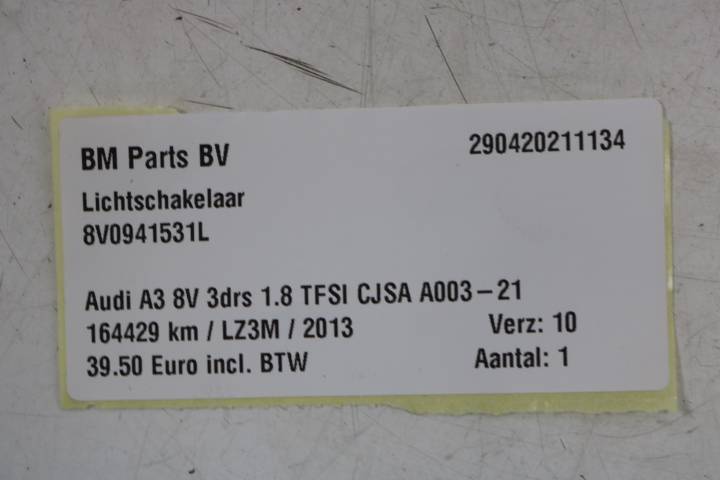 BM Parts BV 290420211134
Lichtschakelaar
8V0941531L
Audi A3 8V 3drs 1.8 TFSI CJSA A003-21
164429 km / LZ3M / 2013 Verz: 10
39.50 Euro incl. BTW Aantal: 1